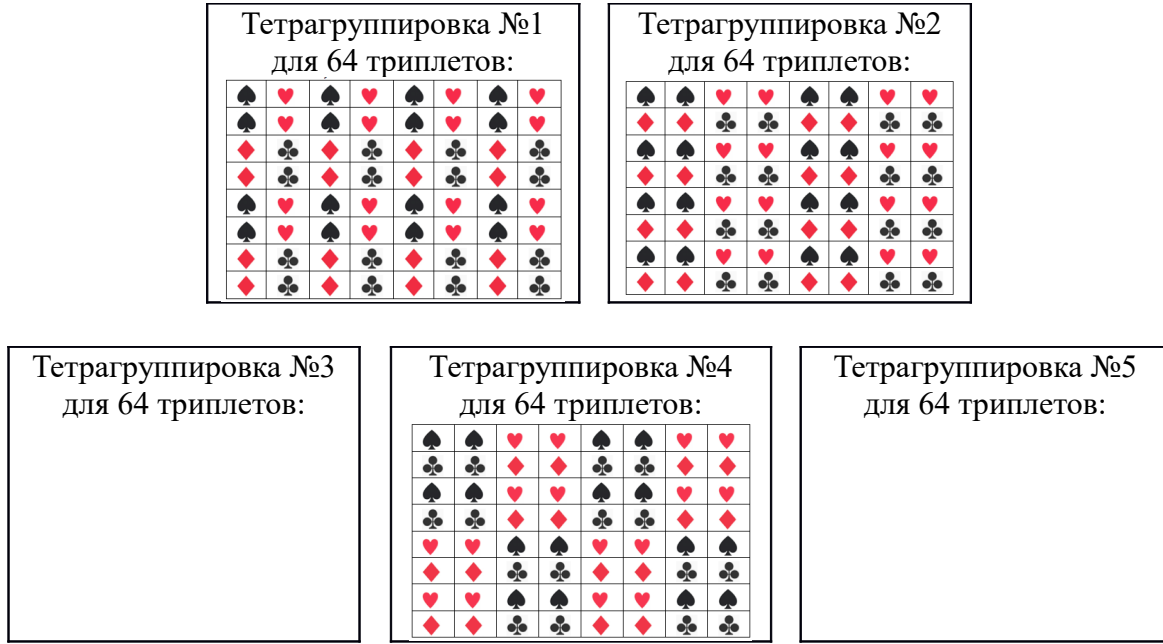 Тетрагруппировка №1
для 64 триплетов:
Тетрагруппировка №2
для 64 триплетов:
Тетрагруппировка №3
для 64 триплетов:
Тетрагруппировка №4
для 64 триплетов:
Тетрагруппировка №5
для 64 триплетов: